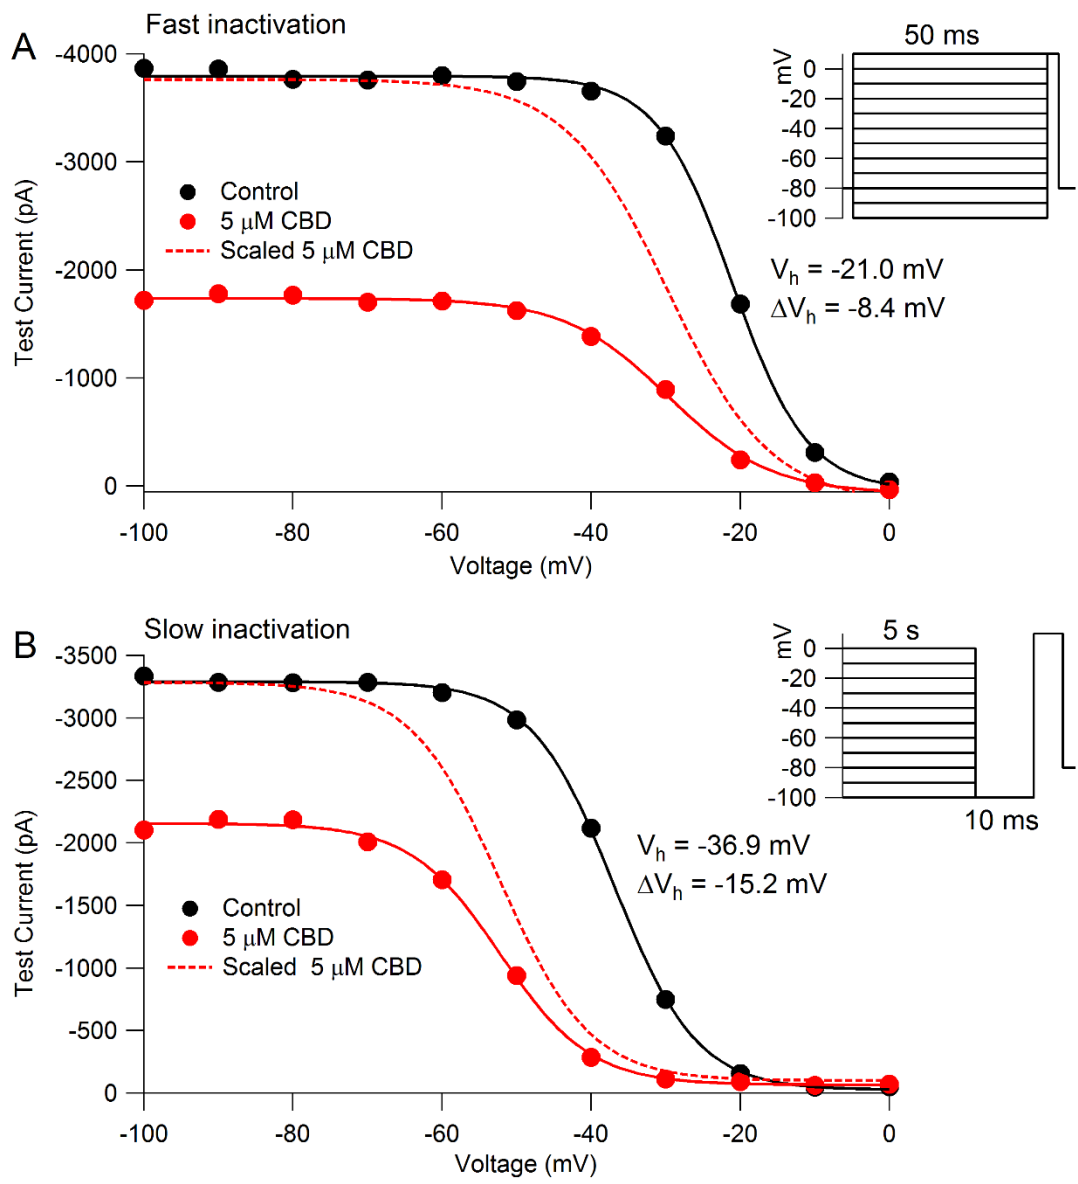 A
Fast inactivation
-4000
-3000
-2000
-1000
0
Test Current (pA)
Control
5 μM CBD
Scaled 5 μM CBD
-100
-80
-60
-40
-20
0
Voltage (mV)
50 ms
mV
0
-20
-40
-60
-80
-100
Vh = -21.0 mV
ΔVh = -8.4 mV
B
Slow inactivation
-3500
-3000
-2500
-2000
-1500
-1000
-500
0
Test Current (pA)
Control
5 μM CBD
Scaled 5 μM CBD
-100
-80
-60
-40
-20
0
Voltage (mV)
5 s
mV
0
-20
-40
-60
-80
-100
10 ms
Vh = -36.9 mV
ΔVh = -15.2 mV